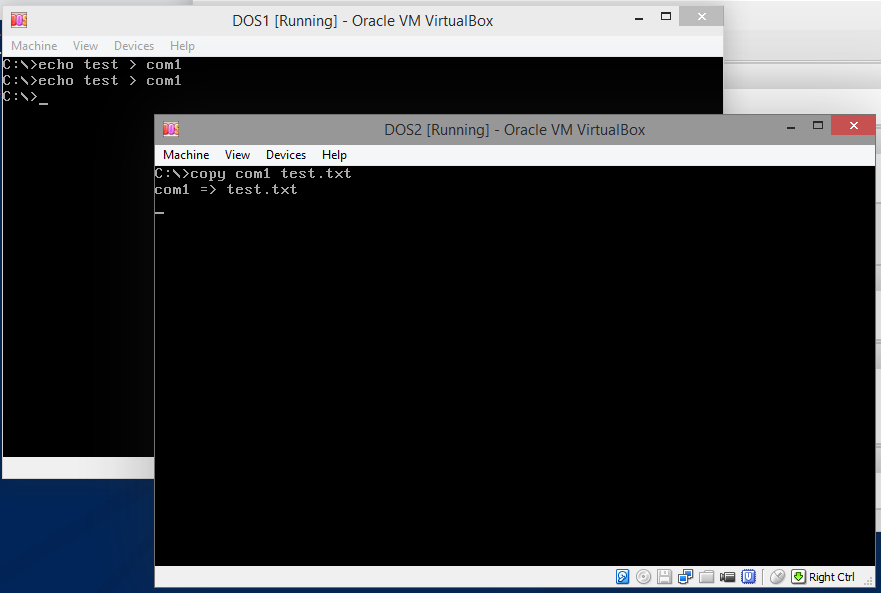 DOS1 [Running] - Oracle VM VirtualBox
Machine View Devices Help
C:\>echo test > com1
C:\>echo test > com1
C:\>_
DOS2 [Running] - Oracle VM VirtualBox
Machine View Devices Help
C:\>copy com1 test.txt
com1 => test.txt
_
Right Ctrl